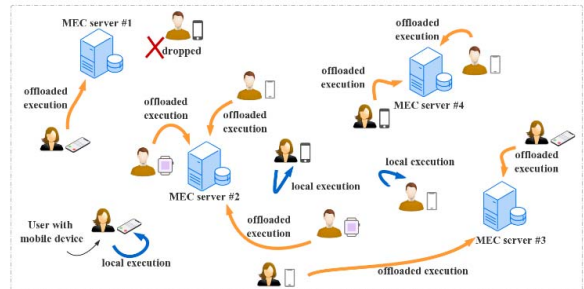 MEC server #1
dropped
offloaded
execution
offloaded
execution
MEC server #4
offloaded
execution
offloaded
execution
offloaded
execution
offloaded
execution
MEC server #2
local execution
local execution
offloaded
execution
User with
mobile device
local execution
offloaded
execution
MEC server #3
offloaded execution